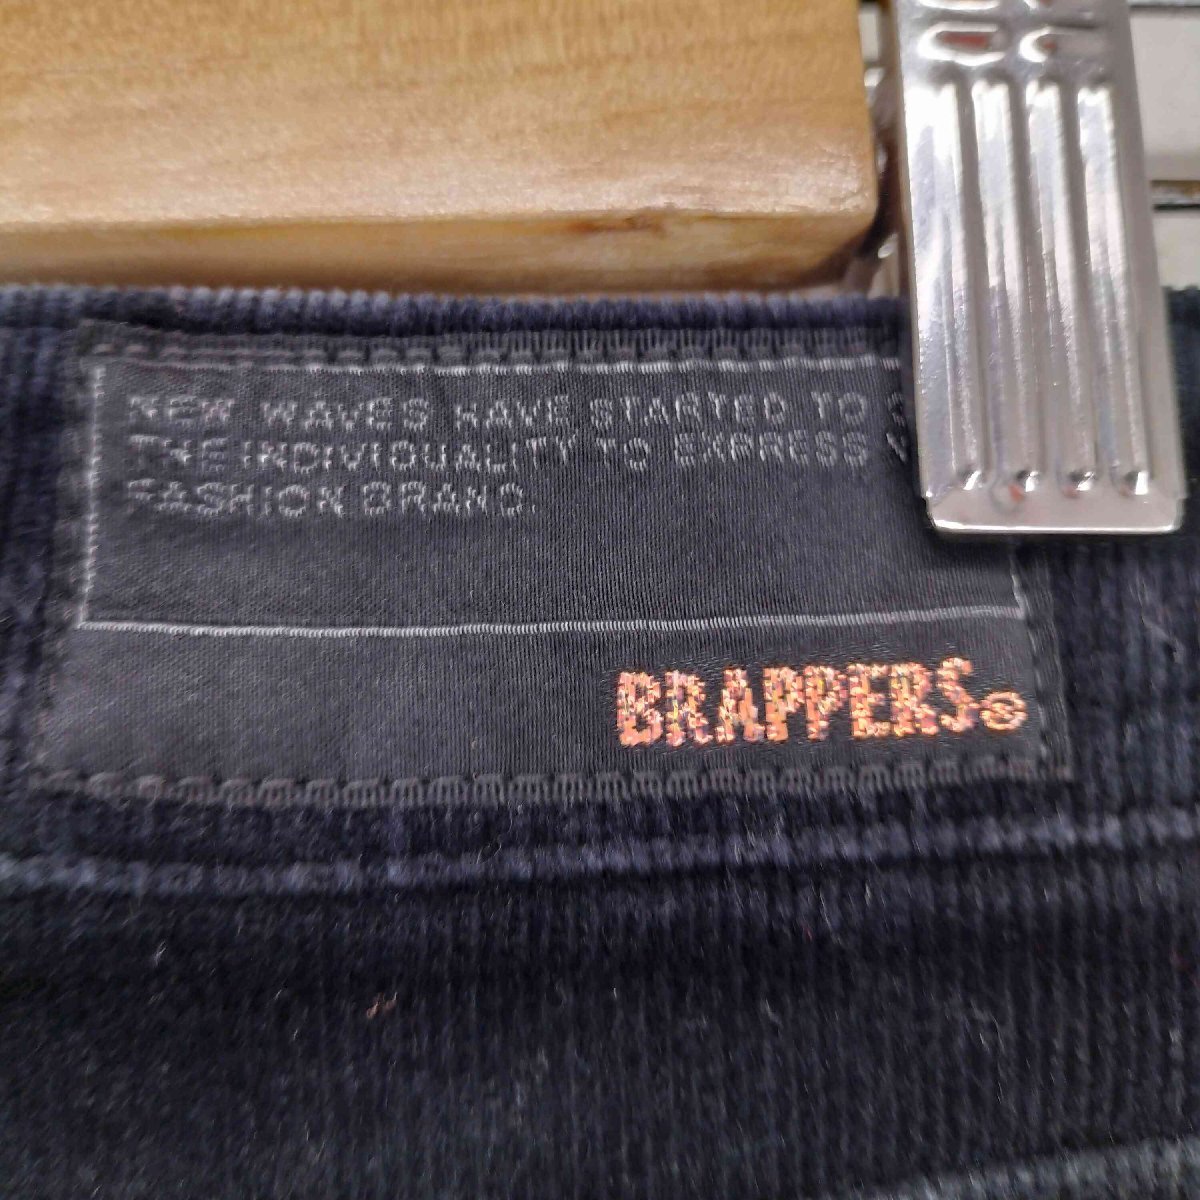 NEW WAVES HAVE STARTED TO
THE INDIVIDUALITY TO EXPRESS
FASHION BRAND.
BRAPPERS®